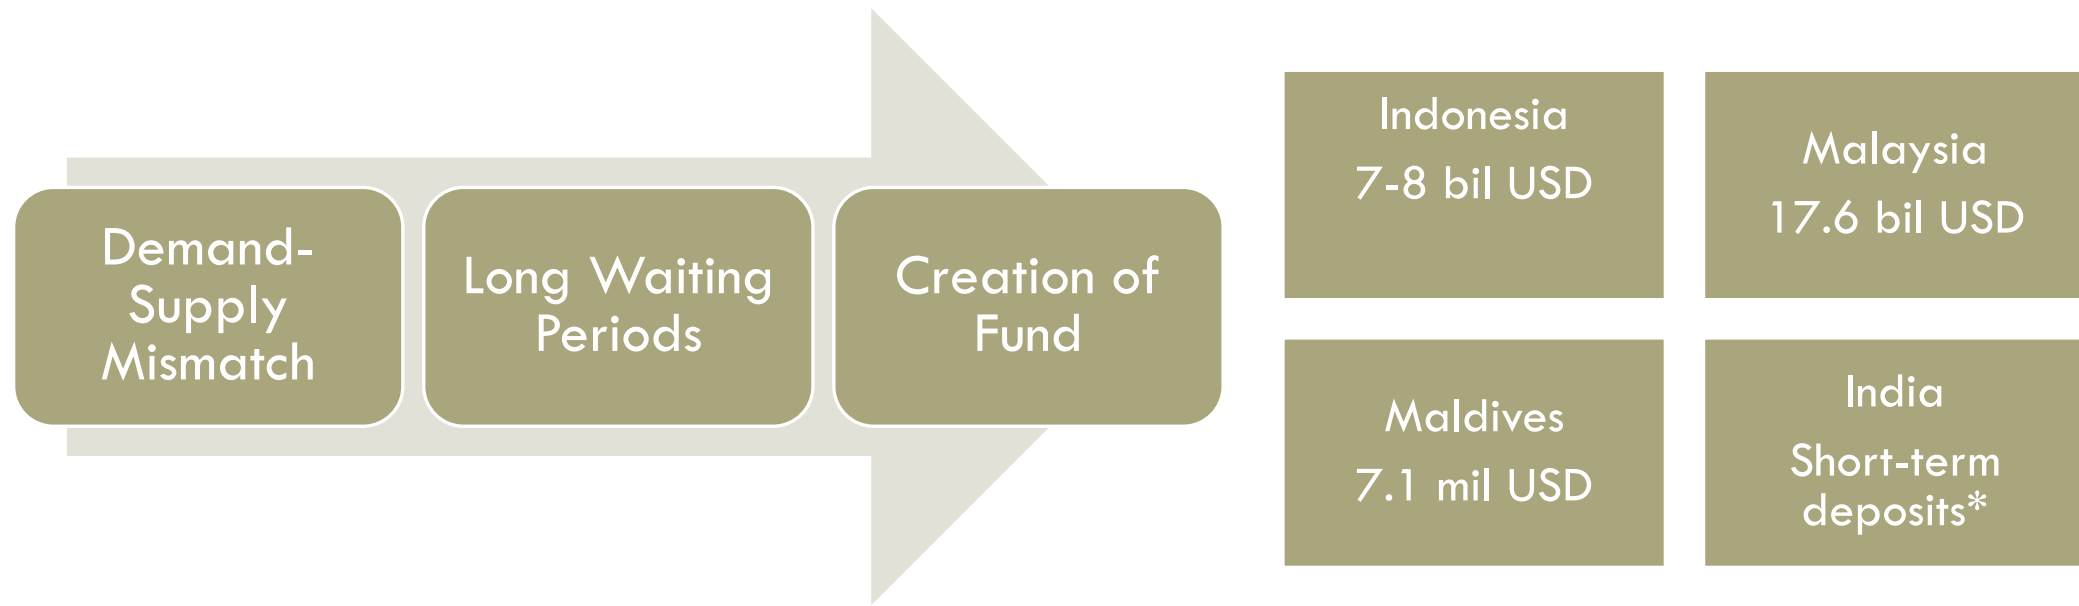 Demand-
Supply
Mismatch
Long Waiting
Periods
Creation of
Fund
Indonesia
7-8 bil USD
Malaysia
17.6 bil USD
Maldives
7.1 mil USD
India
Short-term
deposits*